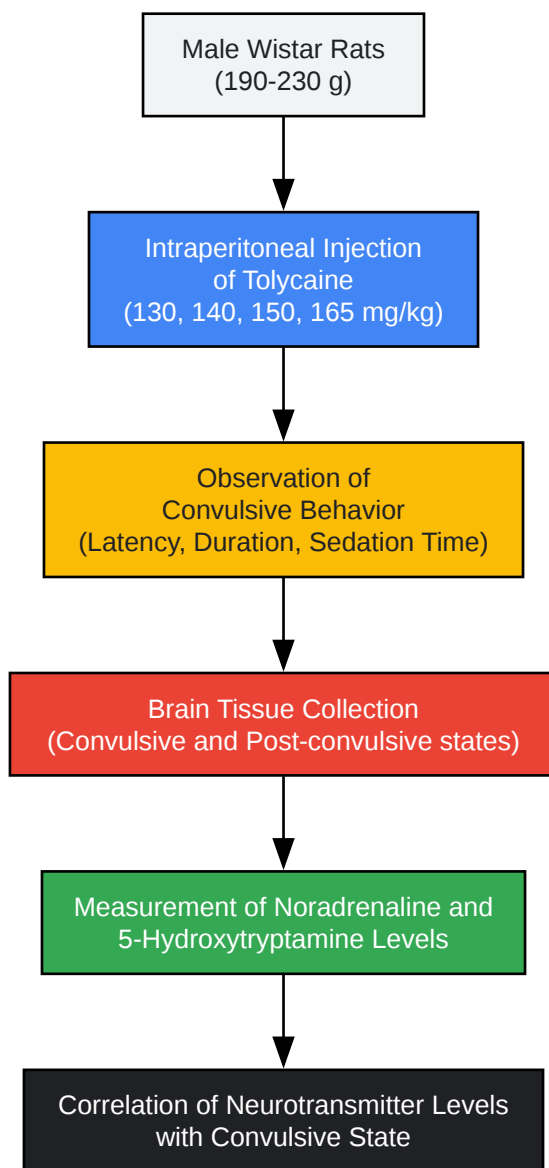 Male Wistar Rats
(190-230 g)
Intraperitoneal Injection
of Tolycaine
(130, 140, 150, 165 mg/kg)
Observation of
Convulsive Behavior
(Latency, Duration, Sedation Time)
Brain Tissue Collection
(Convulsive and Post-convulsive states)
Measurement of Noradrenaline and
5-Hydroxytryptamine Levels
Correlation of Neurotransmitter Levels
with Convulsive State